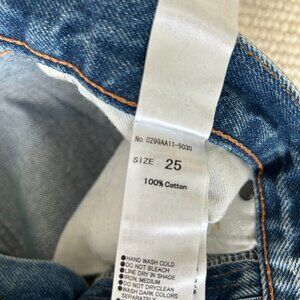 No. 0299AA11-5030
SIZE 25
100% Cotton
●HAND WASH COLD
●DO NOT BLEACH
●LINE DRY IN SHADE
●IRON, MEDIUM
●DO NOT DRYCLEAN
●WASH DARK COLORS
SEPARATELY